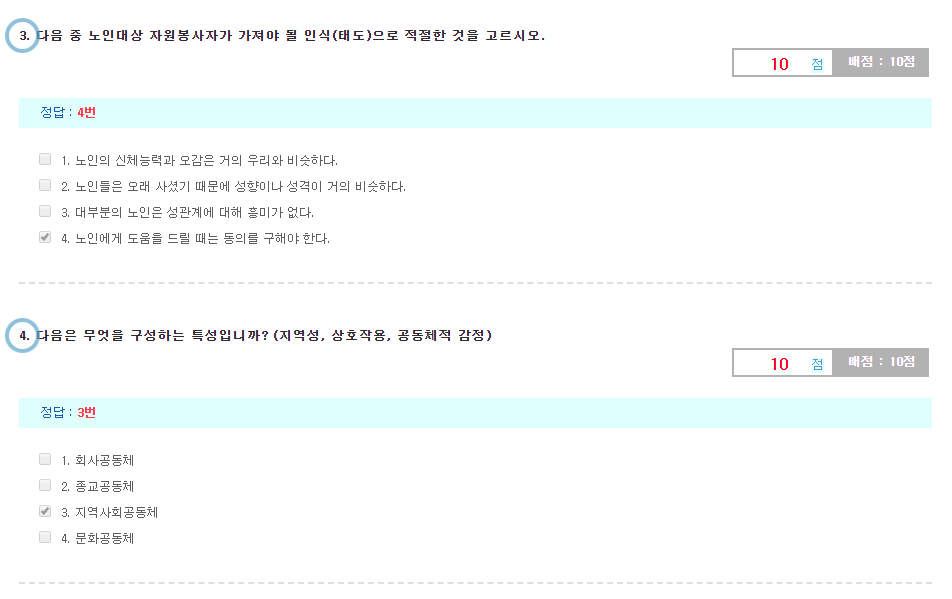 3. 다음 중 노인대상 자원봉사자가 가져야 될 인식(태도)으로 적절한 것을 고르시오.
10 점 배점 : 10점
정답 : 4번
1. 노인의 신체능력과 오감은 거의 우리와 비슷하다.
2. 노인들은 오래 사셨기 때문에 성향이나 성격이 거의 비슷하다.
3. 대부분의 노인은 성관계에 대해 흥미가 없다.
4. 노인에게 도움을 드릴 때는 동의를 구해야 한다.
4. 다음은 무엇을 구성하는 특성입니까? (지역성, 상호작용, 공동체적 감정)
10 점 배점 : 10점
정답 : 3번
1. 회사공동체
2. 종교공동체
3. 지역사회공동체
4. 문화공동체